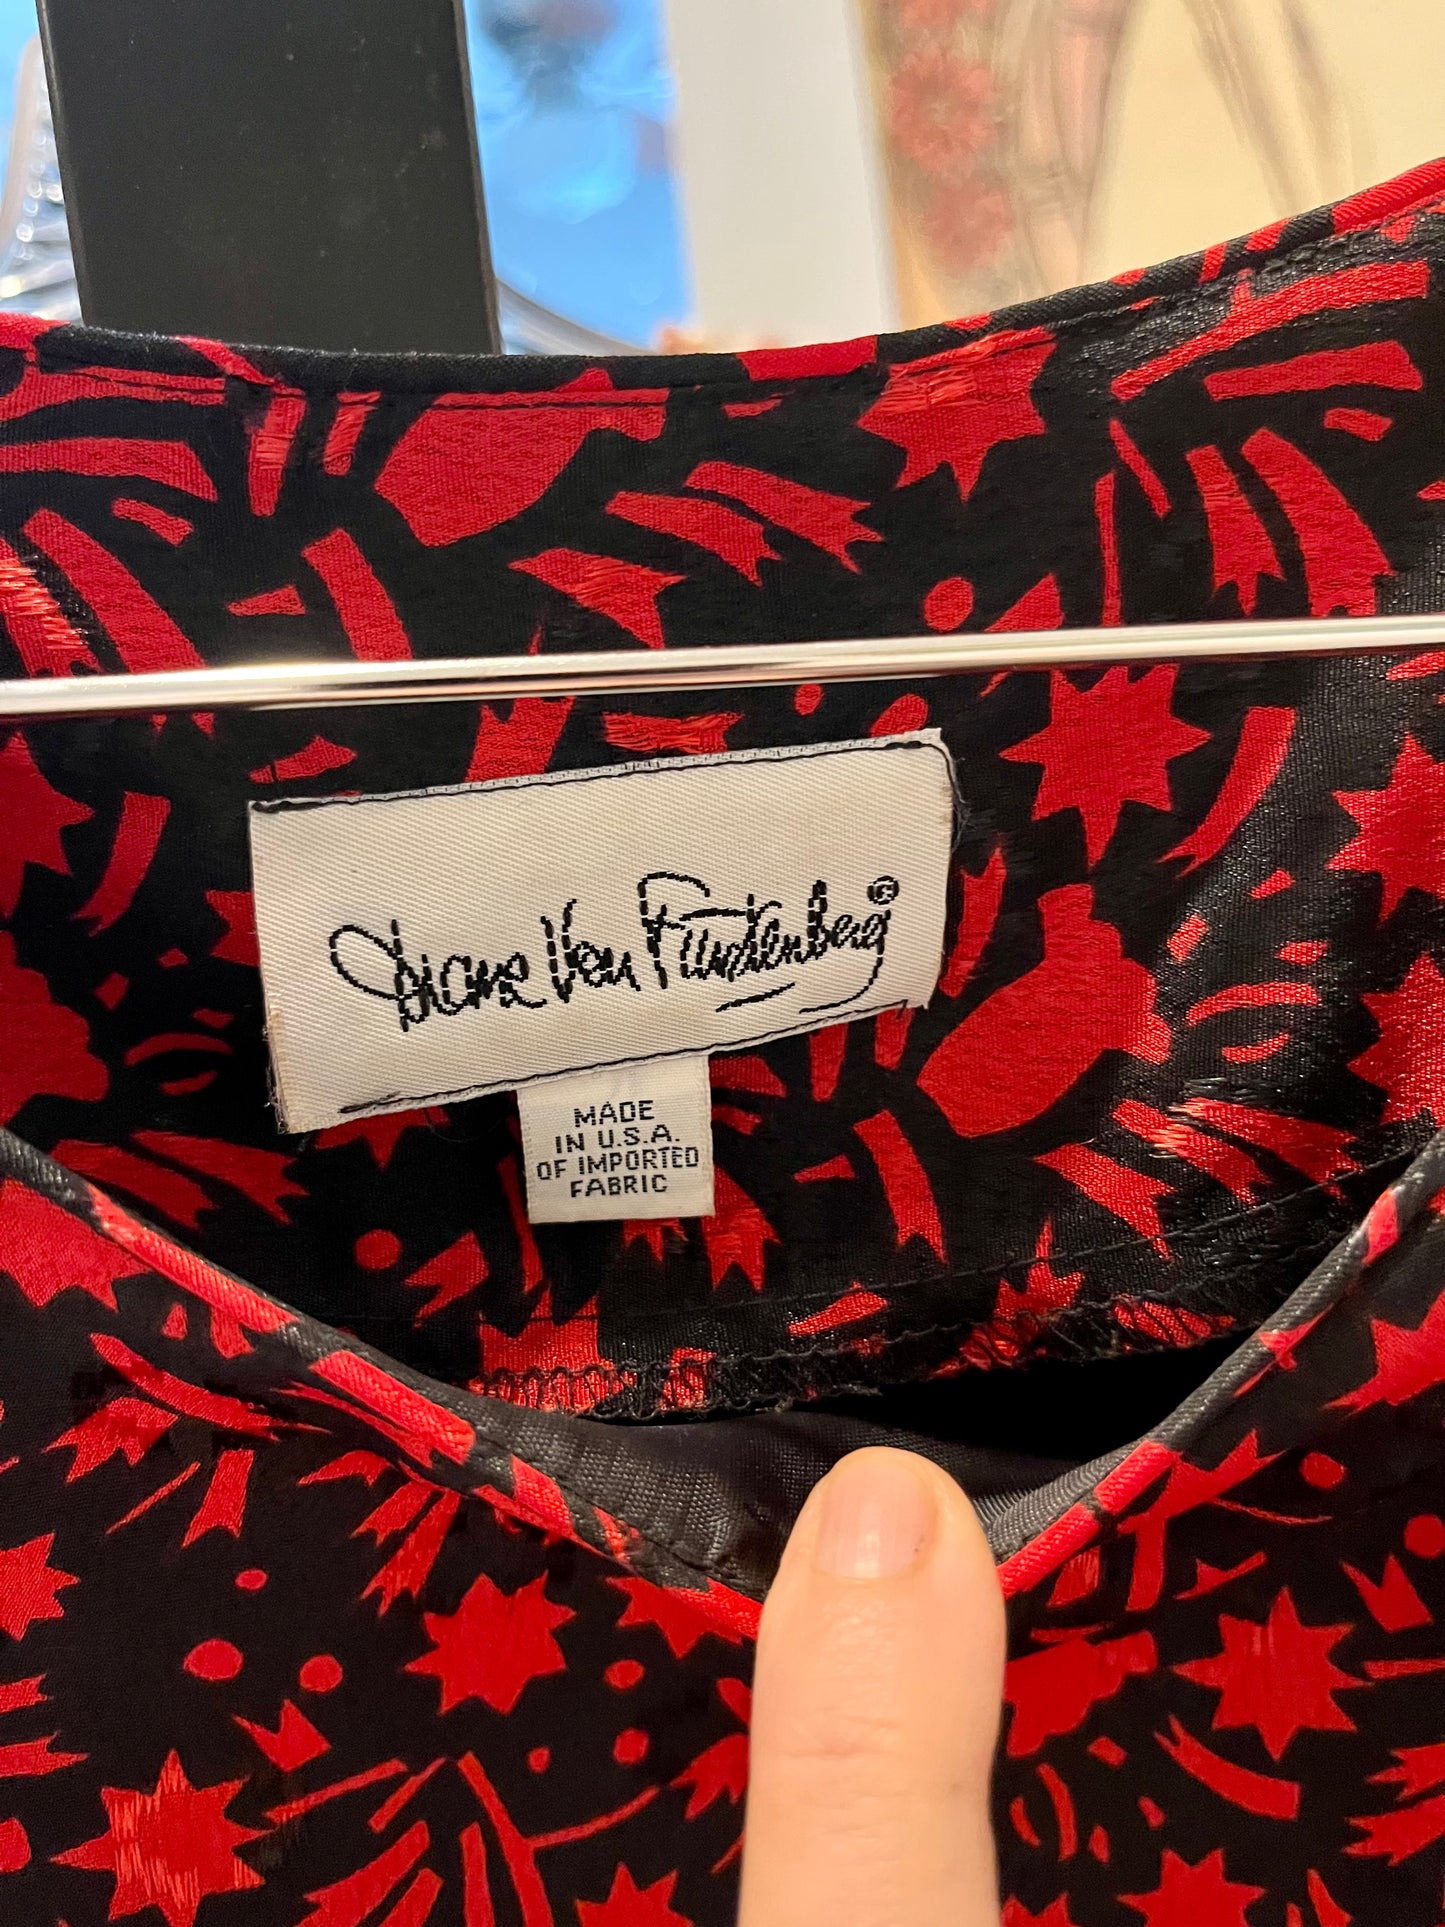 Diane Von Furstenberg®
MADE
IN U.S.A.
OF IMPORTED
FABRIC